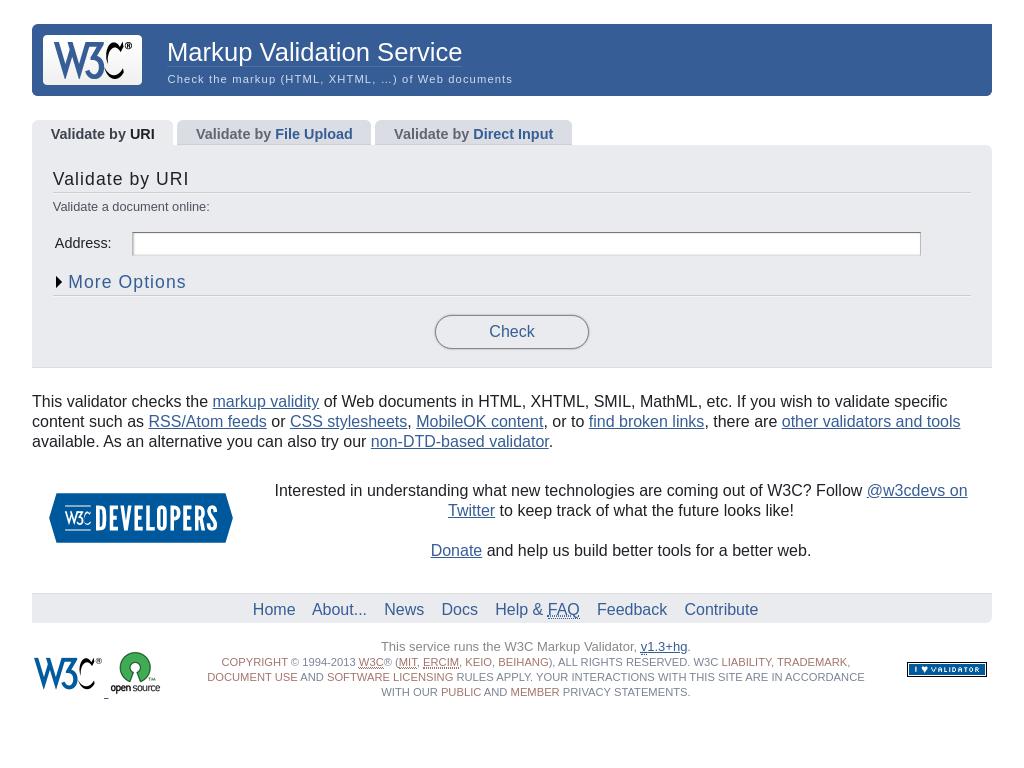 W3C®
Markup Validation Service
Check the markup (HTML, XHTML, …) of Web documents
Validate by URI
Validate by File Upload
Validate by Direct Input
Validate by URI
Validate a document online:
Address:
More Options
Check
This validator checks the markup validity of Web documents in HTML, XHTML, SMIL, MathML, etc. If you wish to validate specific
content such as RSS/Atom feeds or CSS stylesheets, MobileOK content, or to find broken links, there are other validators and tools
available. As an alternative you can also try our non-DTD-based validator.
W3C DEVELOPERS
Interested in understanding what new technologies are coming out of W3C? Follow @w3cdevs on
Twitter to keep track of what the future looks like!
Donate and help us build better tools for a better web.
Home About... News Docs Help & FAQ Feedback Contribute
This service runs the W3C Markup Validator, v1.3+hg.
COPYRIGHT © 1994-2013 W3C® (MIT, ERCIM, KEIO, BEIHANG), ALL RIGHTS RESERVED. W3C LIABILITY, TRADEMARK,
DOCUMENT USE AND SOFTWARE LICENSING RULES APPLY. YOUR INTERACTIONS WITH THIS SITE ARE IN ACCORDANCE
WITH OUR PUBLIC AND MEMBER PRIVACY STATEMENTS.
W3C®
open source
I ♥ VALIDATOR